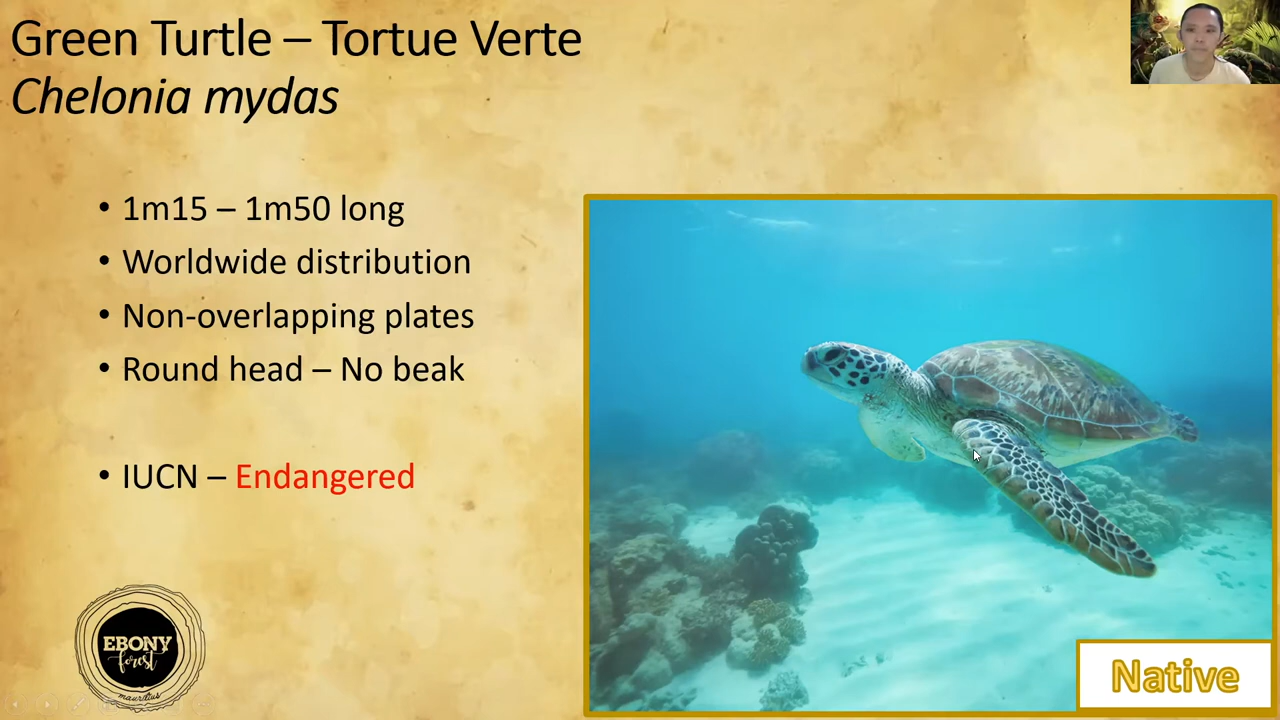 Green Turtle – Tortue Verte
Chelonia mydas
• 1m15 – 1m50 long
• Worldwide distribution
• Non-overlapping plates
• Round head – No beak
• IUCN – Endangered
EBONY
forest
mauritius
Native